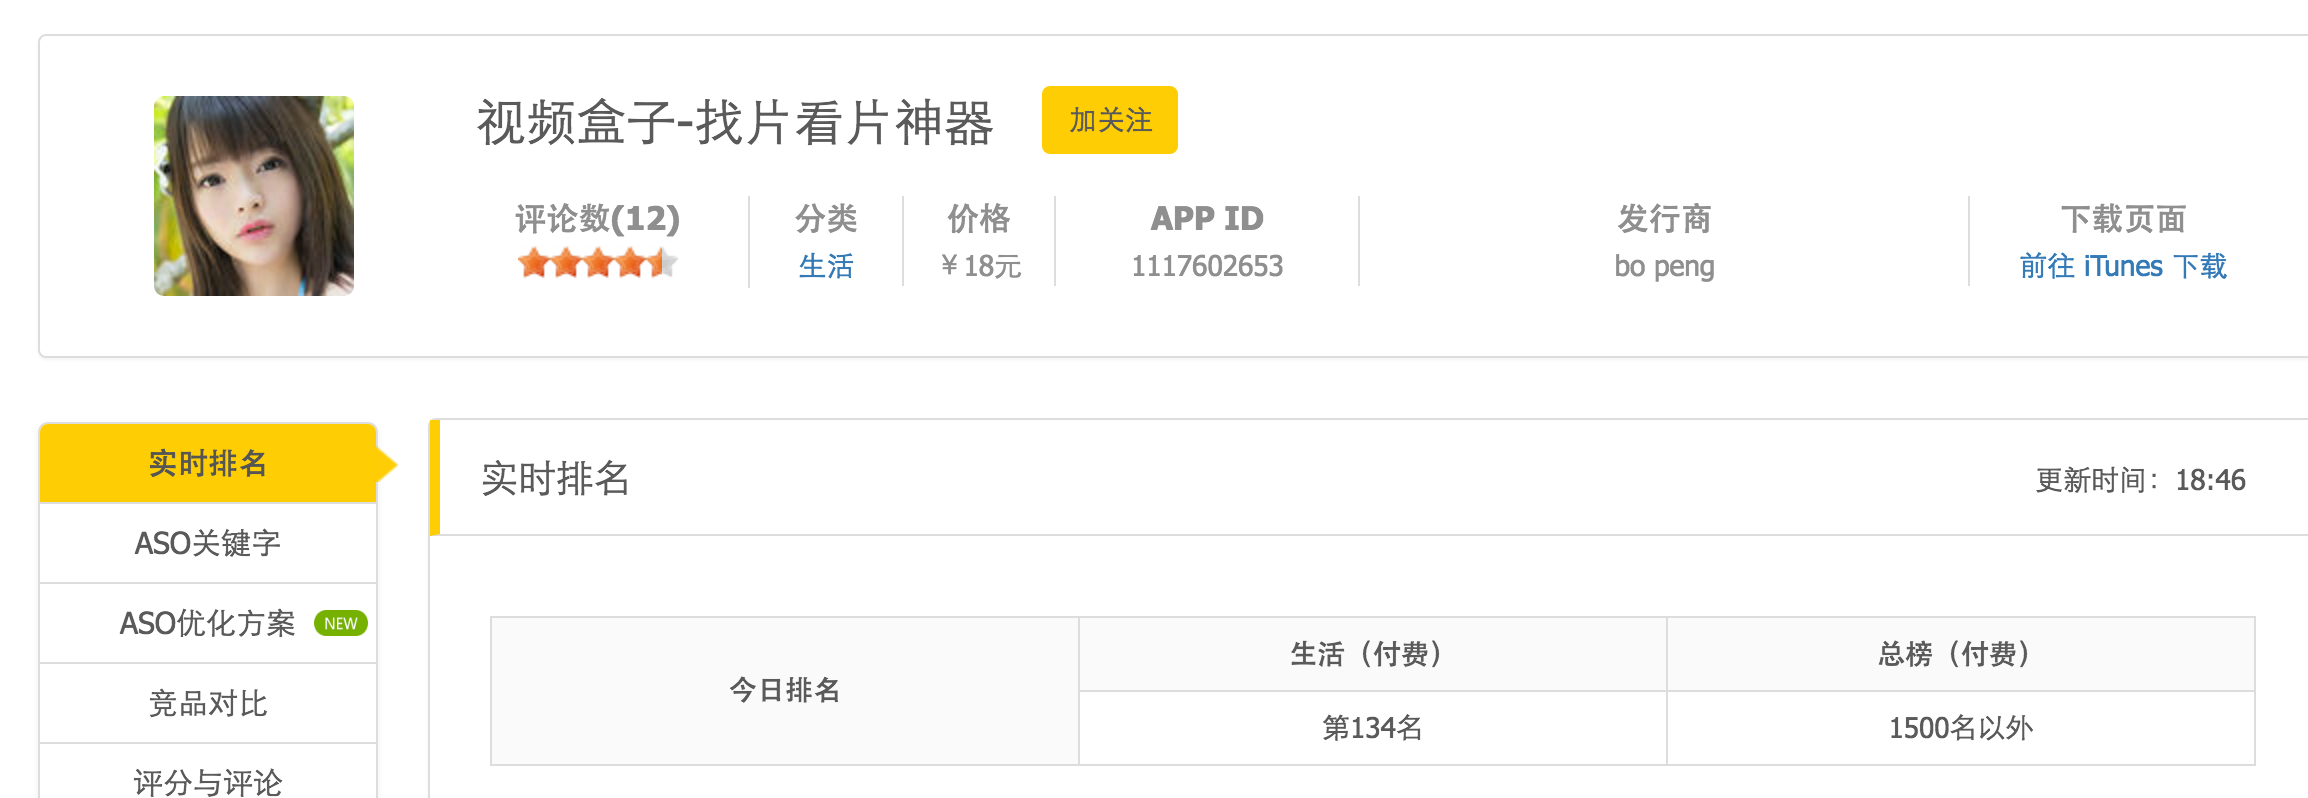 视频盒子-找片看片神器 加关注
评论数(12) 分类 价格 APP ID 发行商 下载页面
生活 ￥18元 1117602653 bo peng 前往 iTunes 下载
实时排名
ASO关键字
ASO优化方案 NEW
竞品对比
评分与评论
实时排名 更新时间：18:46
今日排名 生活（付费） 总榜（付费）
第134名 1500名以外